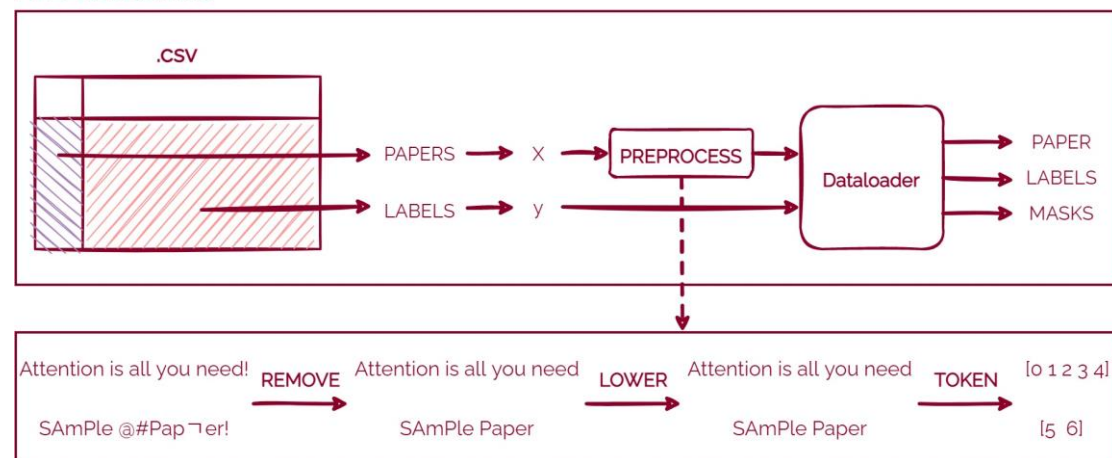 .CSV
PAPERS
X
PREPROCESS
Dataloader
PAPER
LABELS
y
LABELS
MASKS
Attention is all you need!
REMOVE
Attention is all you need
LOWER
Attention is all you need
TOKEN
[0 1 2 3 4]
SAmPle @#Papㄱer!
SAmPle Paper
SAmPle Paper
[5 6]